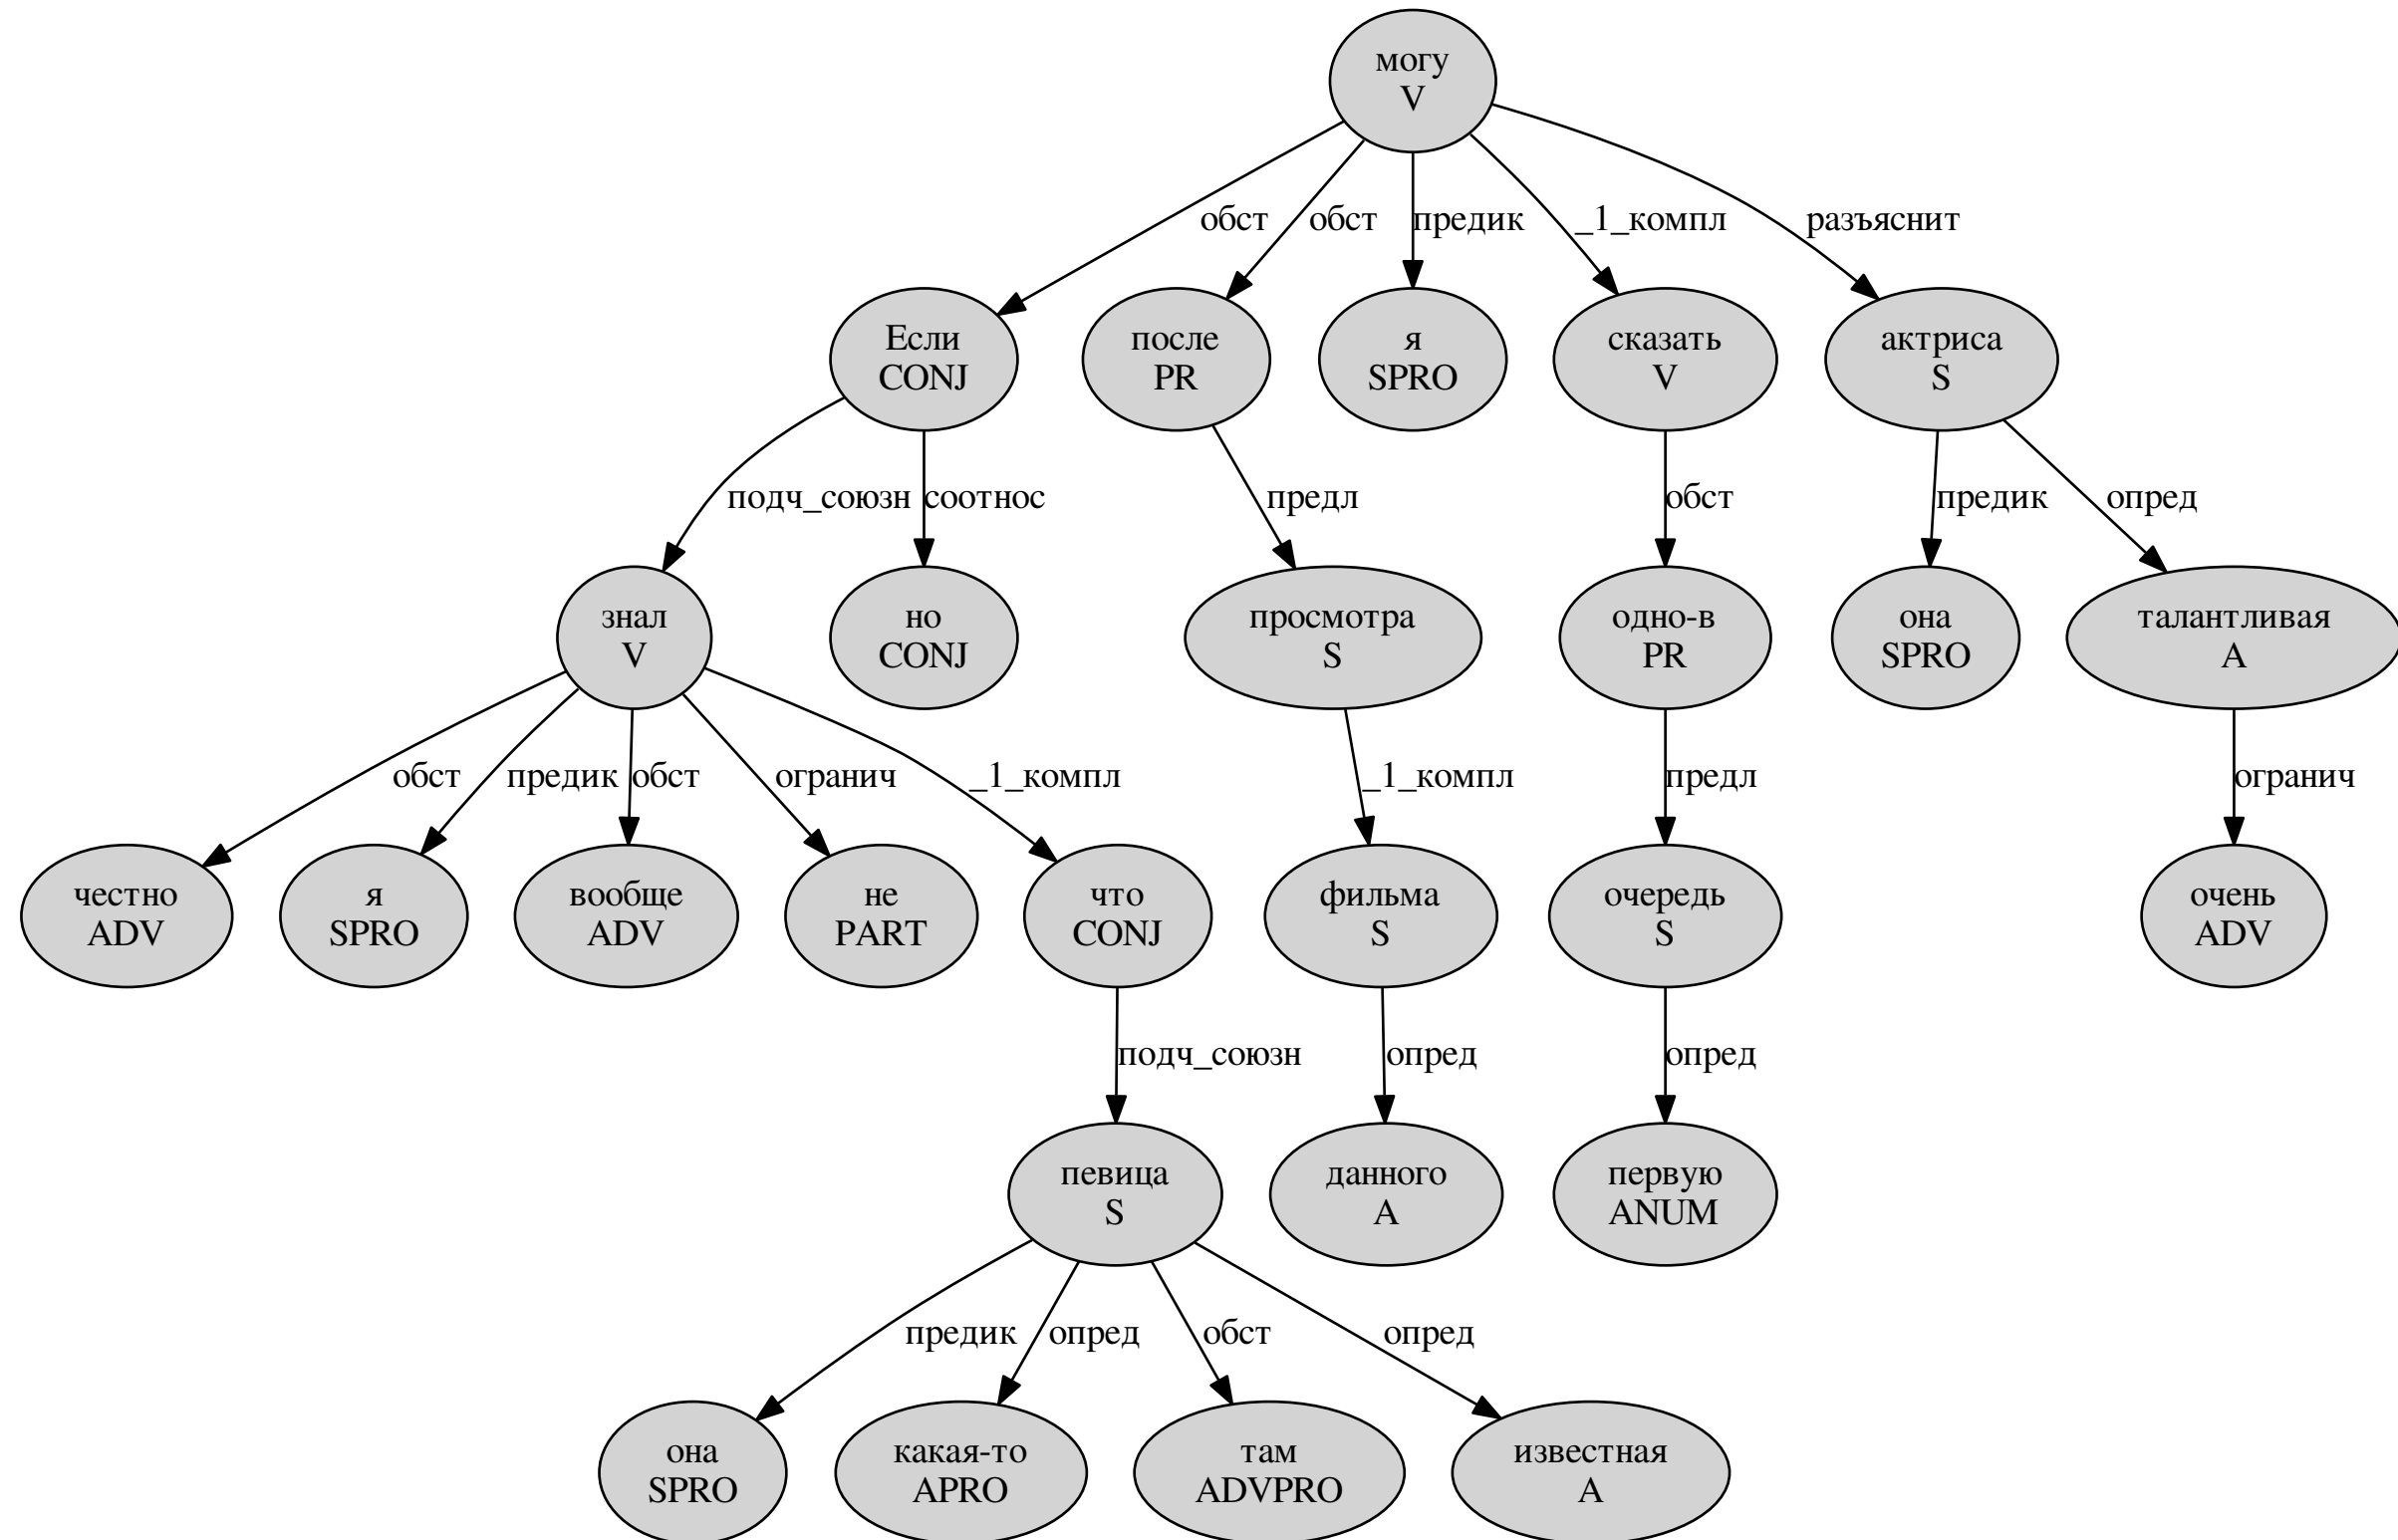 могу
V
обст
обст
предик
_1_компл
разъяснит
Если
CONJ
после
PR
я
SPRO
сказать
V
актриса
S
подч_союзн
соотнос
предл
обст
предик
опред
знал
V
но
CONJ
просмотра
S
одно-в
PR
она
SPRO
талантливая
A
обст
предик
обст
огранич
_1_компл
_1_компл
предл
огранич
честно
ADV
я
SPRO
вообще
ADV
не
PART
что
CONJ
фильма
S
очередь
S
очень
ADV
подч_союзн
опред
опред
певица
S
данного
A
первую
ANUM
предик
опред
обст
опред
она
SPRO
какая-то
APRO
там
ADVPRO
известная
A